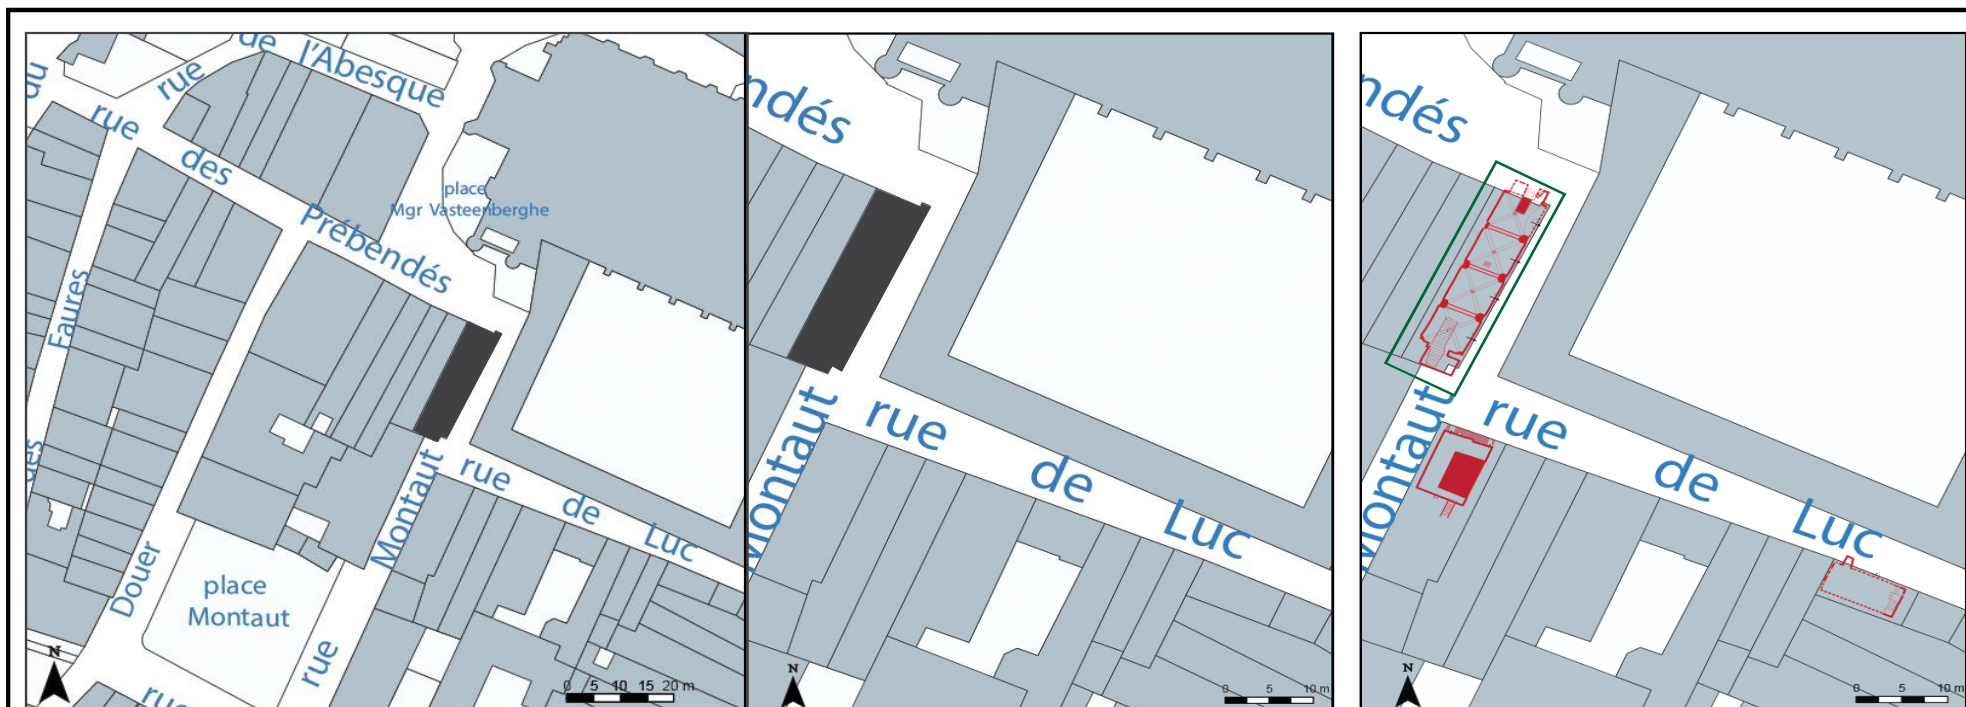 de l'Abesque
rue
du
rue des Prébendés
place
Mgr Vasteenberghe
Faures
Douer
place
Montaut
rue Montaut
rue de Luc
rue
N
0 5 10 15 20 m
ndés
Montaut
rue de Luc
N
0 5 10 m
ndés
Montaut
rue de Luc
N
0 5 10 m